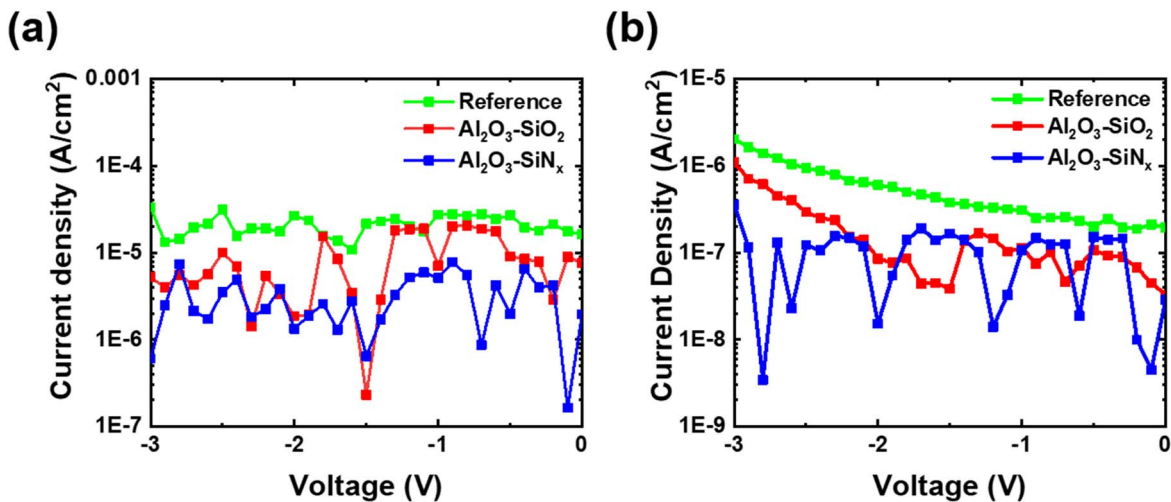 (a)
Current density (A/cm²)
0.001
1E-4
1E-5
1E-6
1E-7
-3
-2
-1
0
Voltage (V)
Reference
Al₂O₃-SiO₂
Al₂O₃-SiNₓ
(b)
Current Density (A/cm²)
1E-5
1E-6
1E-7
1E-8
1E-9
-3
-2
-1
0
Voltage (V)
Reference
Al₂O₃-SiO₂
Al₂O₃-SiNₓ